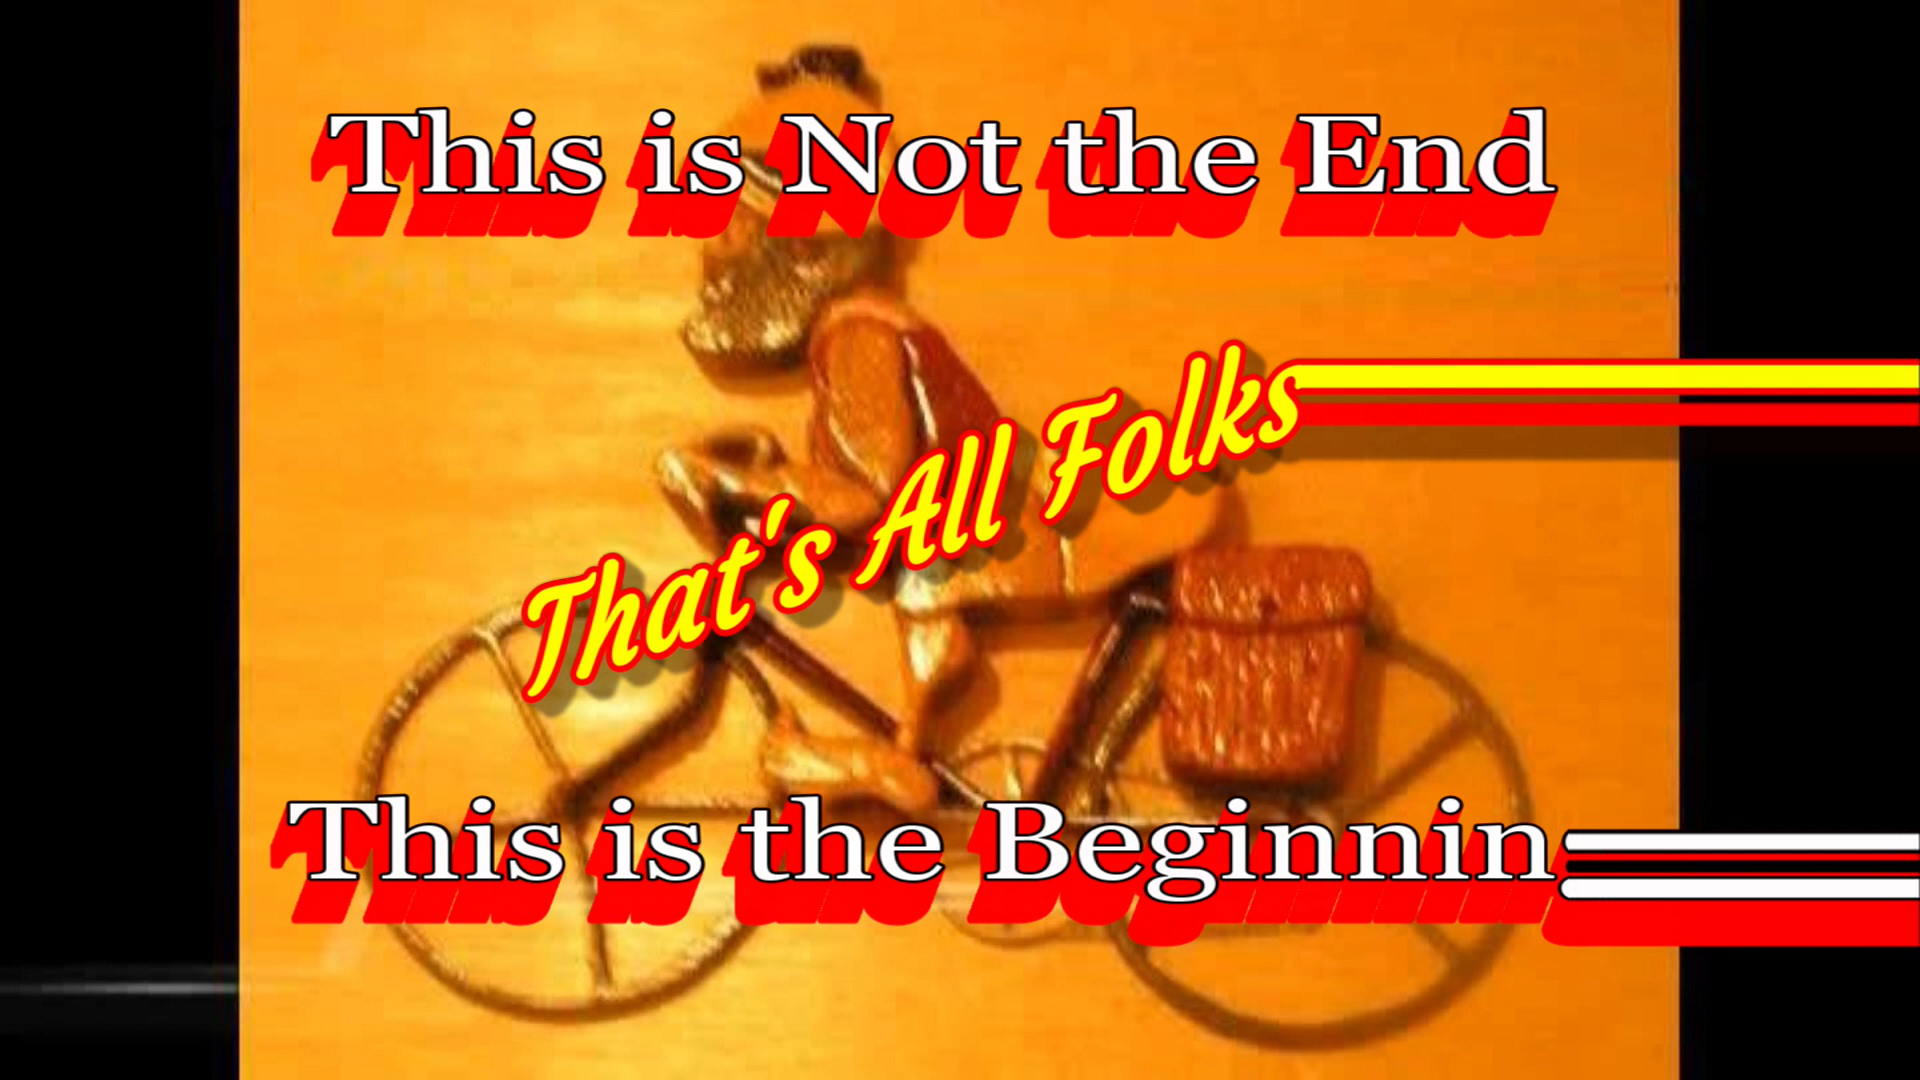 This is Not the End
That's All Folks
This is the Beginnin